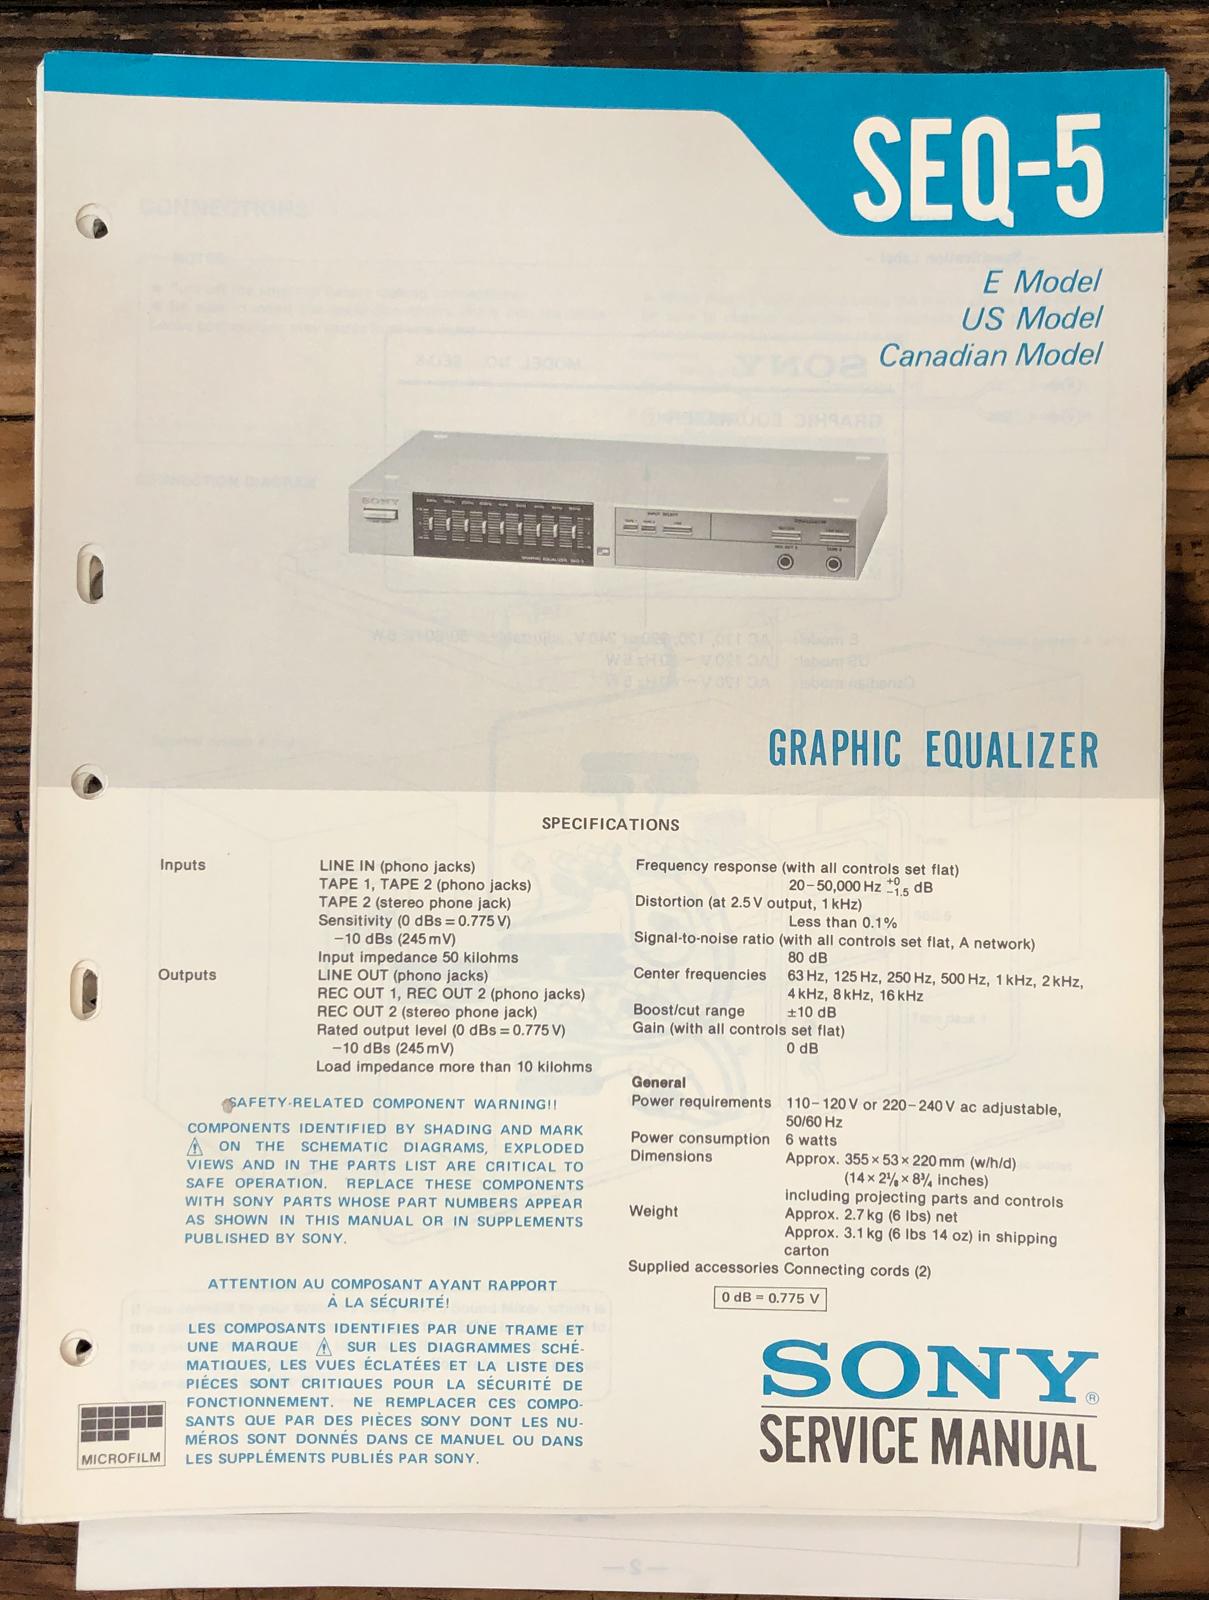 SEQ-5
E Model
US Model
Canadian Model
SONY
INPUT SELECT
GRAPHIC EQUALIZER
SPECIFICATIONS
Inputs
LINE IN (phono jacks)
TAPE 1, TAPE 2 (phono jacks)
TAPE 2 (stereo phone jack)
Sensitivity (0 dBs = 0.775 V)
−10 dBs (245 mV)
Input impedance 50 kilohms
Outputs
LINE OUT (phono jacks)
REC OUT 1, REC OUT 2 (phono jacks)
REC OUT 2 (stereo phone jack)
Rated output level (0 dBs = 0.775 V)
−10 dBs (245 mV)
Load impedance more than 10 kilohms
SAFETY-RELATED COMPONENT WARNING!!
COMPONENTS IDENTIFIED BY SHADING AND MARK
⚠ ON THE SCHEMATIC DIAGRAMS, EXPLODED
VIEWS AND IN THE PARTS LIST ARE CRITICAL TO
SAFE OPERATION. REPLACE THESE COMPONENTS
WITH SONY PARTS WHOSE PART NUMBERS APPEAR
AS SHOWN IN THIS MANUAL OR IN SUPPLEMENTS
PUBLISHED BY SONY.
ATTENTION AU COMPOSANT AYANT RAPPORT
À LA SÉCURITÉ!
LES COMPOSANTS IDENTIFIES PAR UNE TRAME ET
UNE MARQUE ⚠ SUR LES DIAGRAMMES SCHÉ-
MATIQUES, LES VUES ÉCLATÉES ET LA LISTE DES
PIÉCES SONT CRITIQUES POUR LA SÉCURITÉ DE
FONCTIONNEMENT. NE REMPLACER CES COMPO-
SANTS QUE PAR DES PIÈCES SONY DONT LES NU-
MÉROS SONT DONNÉS DANS CE MANUEL OU DANS
LES SUPPLÉMENTS PUBLIÉS PAR SONY.
MICROFILM
Frequency response (with all controls set flat)
20–50,000 Hz +0 −1.5 dB
Distortion (at 2.5 V output, 1 kHz)
Less than 0.1%
Signal-to-noise ratio (with all controls set flat, A network)
80 dB
Center frequencies 63 Hz, 125 Hz, 250 Hz, 500 Hz, 1 kHz, 2 kHz,
4 kHz, 8 kHz, 16 kHz
Boost/cut range ±10 dB
Gain (with all controls set flat)
0 dB
General
Power requirements 110–120 V or 220–240 V ac adjustable,
50/60 Hz
Power consumption 6 watts
Dimensions Approx. 355 × 53 × 220 mm (w/h/d)
(14 × 2⅛ × 8¾ inches)
including projecting parts and controls
Weight Approx. 2.7 kg (6 lbs) net
Approx. 3.1 kg (6 lbs 14 oz) in shipping
carton
Supplied accessories Connecting cords (2)
0 dB = 0.775 V
SONY®
SERVICE MANUAL
— 2 —